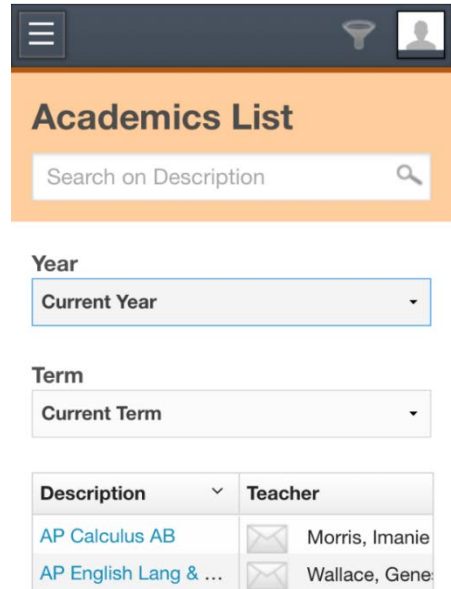 Academics List
Search on Description
Year
Current Year
Term
Current Term
Description Teacher
AP Calculus AB Morris, Imanie
AP English Lang & ... Wallace, Gene